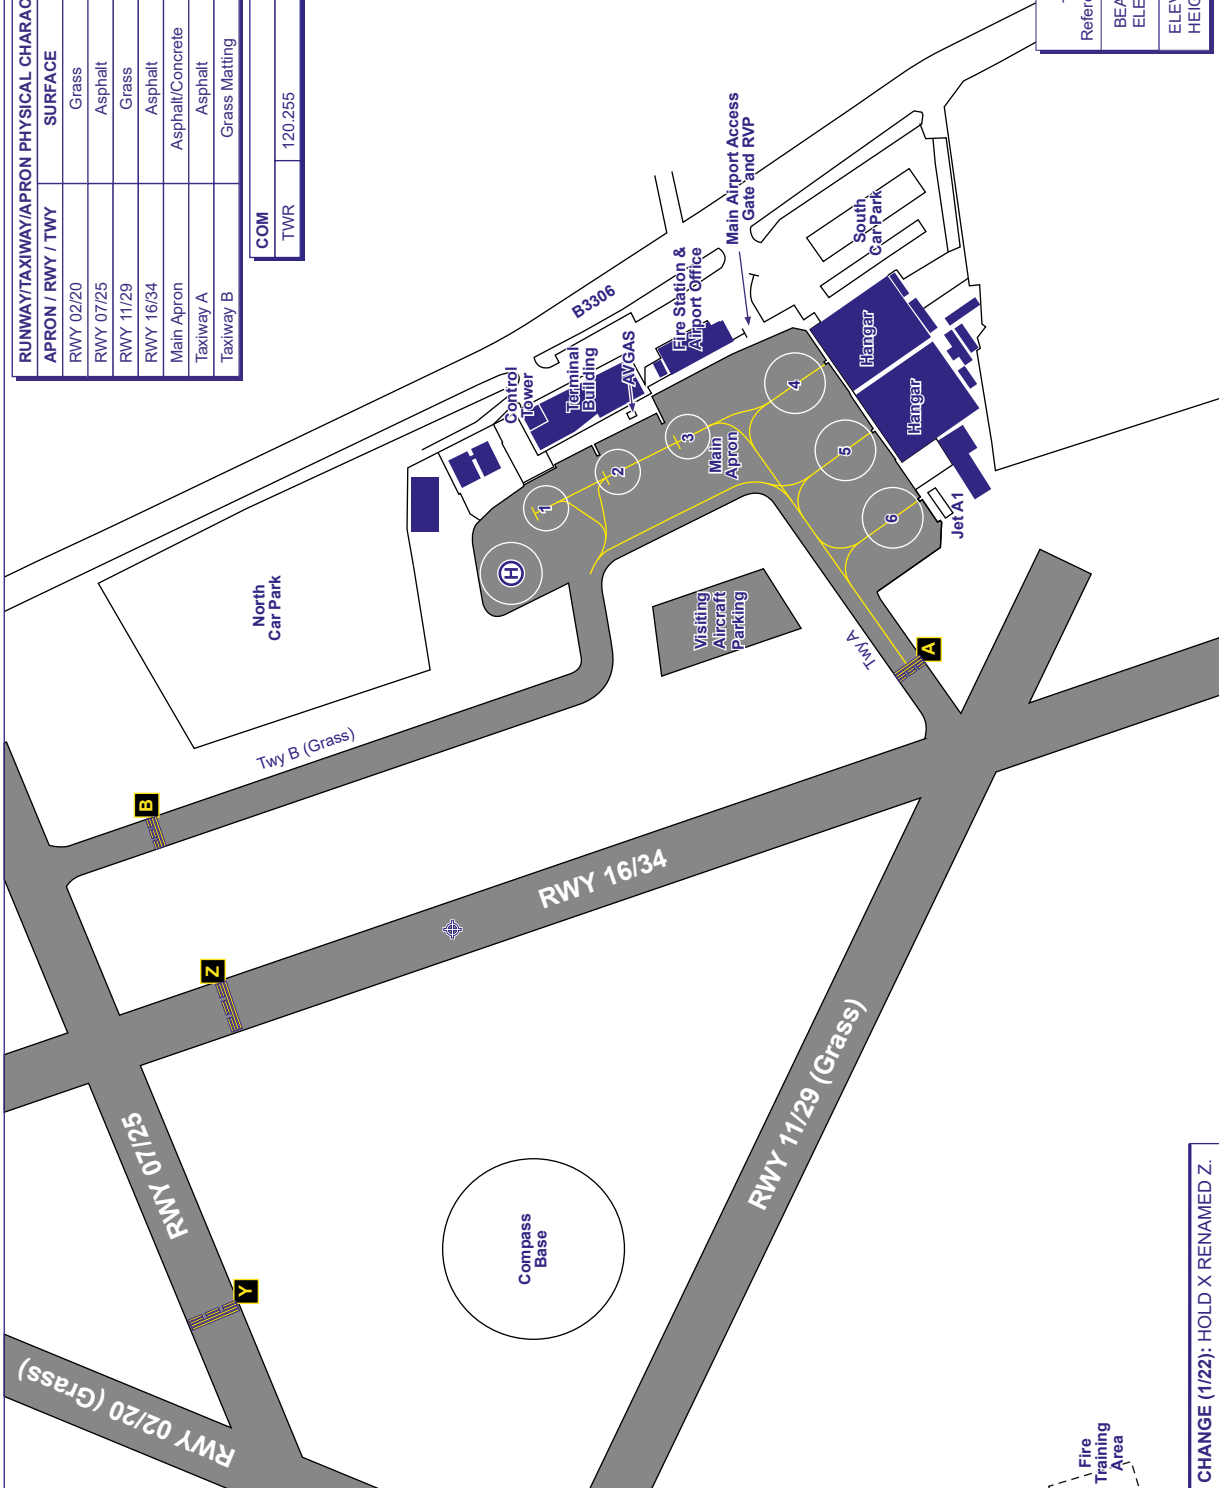 RUNWAY/TAXIWAY/APRON PHYSICAL CHARAC
APRON / RWY / TWY SURFACE
RWY 02/20 Grass
RWY 07/25 Asphalt
RWY 11/29 Grass
RWY 16/34 Asphalt
Main Apron Asphalt/Concrete
Taxiway A Asphalt
Taxiway B Grass Matting
COM
TWR 120.255
Refere
BEA
ELE
ELEV
HEIG
B3306
Main Airport Access
Gate and RVP
South
Car Park
Fire Station &
Airport Office
Control
Tower
Terminal
Building
AVGAS
Hangar
Hangar
Main
Apron
1
2
3
4
5
6
H
Jet A1
North
Car Park
Visiting
Aircraft
Parking
Twy A
A
Twy B (Grass)
B
Z
RWY 16/34
RWY 07/25
Y
RWY 11/29 (Grass)
RWY 02/20 (Grass)
Compass
Base
Fire
Training
Area
CHANGE (1/22): HOLD X RENAMED Z.